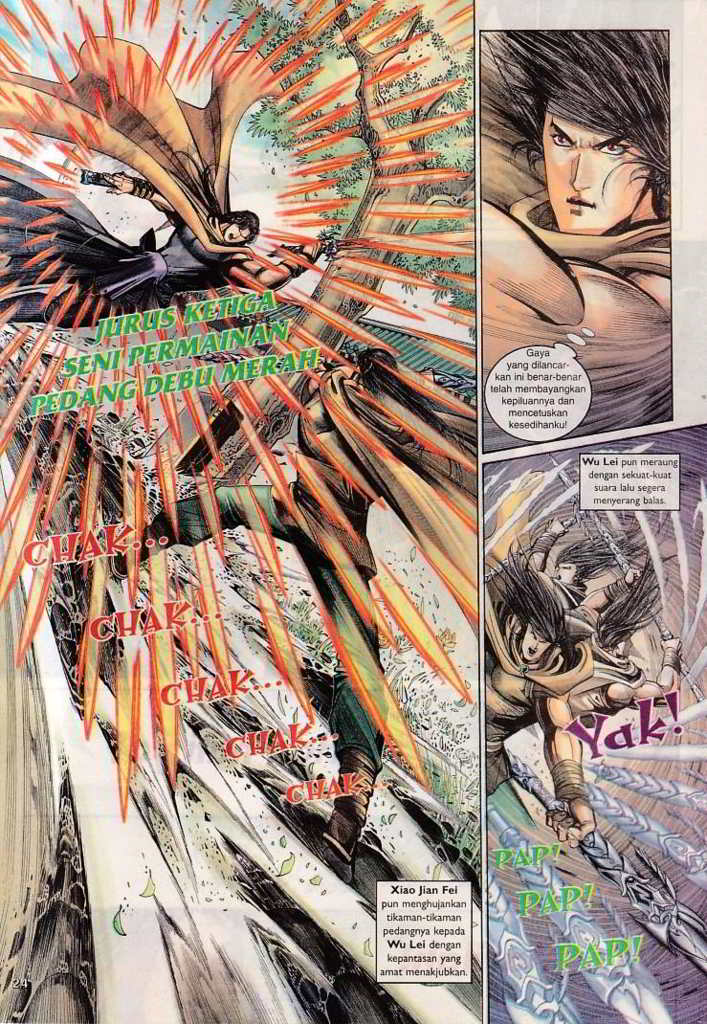 JURUS KETIGA
SENI PERMAINAN
PEDANG DEBU MERAH
CHAK...
CHAK...
CHAK...
CHAK...
CHAK...
Xiao Jian Fei
pun menghujankan
tikaman-tikaman
pedangnya kepada
Wu Lei dengan
kepantasan yang
amat menakjubkan.
Gaya
yang dilancar-
kan ini benar-benar
telah membayangkan
kepiluannya dan
mencetuskan
kesedihanku!
Wu Lei pun meraung
dengan sekuat-kuat
suara lalu segera
menyerang balas.
Yak!
PAP!
PAP!
PAP!
24